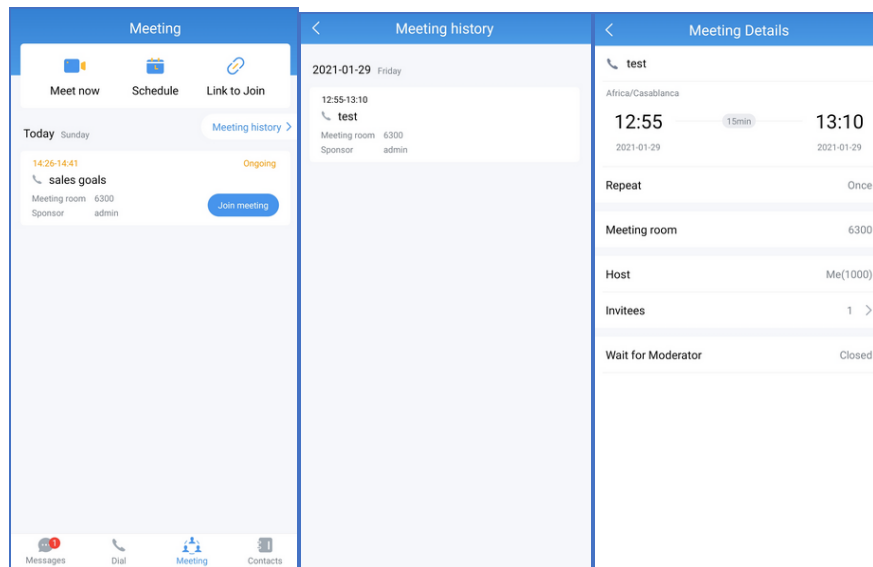 Meeting
Meet now Schedule Link to Join
Today Sunday Meeting history
14:26-14:41 Ongoing
sales goals
Meeting room 6300
Sponsor admin
Join meeting
1
Messages Dial Meeting Contacts
Meeting history
2021-01-29 Friday
12:55-13:10
test
Meeting room 6300
Sponsor admin
Meeting Details
test
Africa/Casablanca
12:55 15min 13:10
2021-01-29 2021-01-29
Repeat Once
Meeting room 6300
Host Me(1000)
Invitees 1
Wait for Moderator Closed